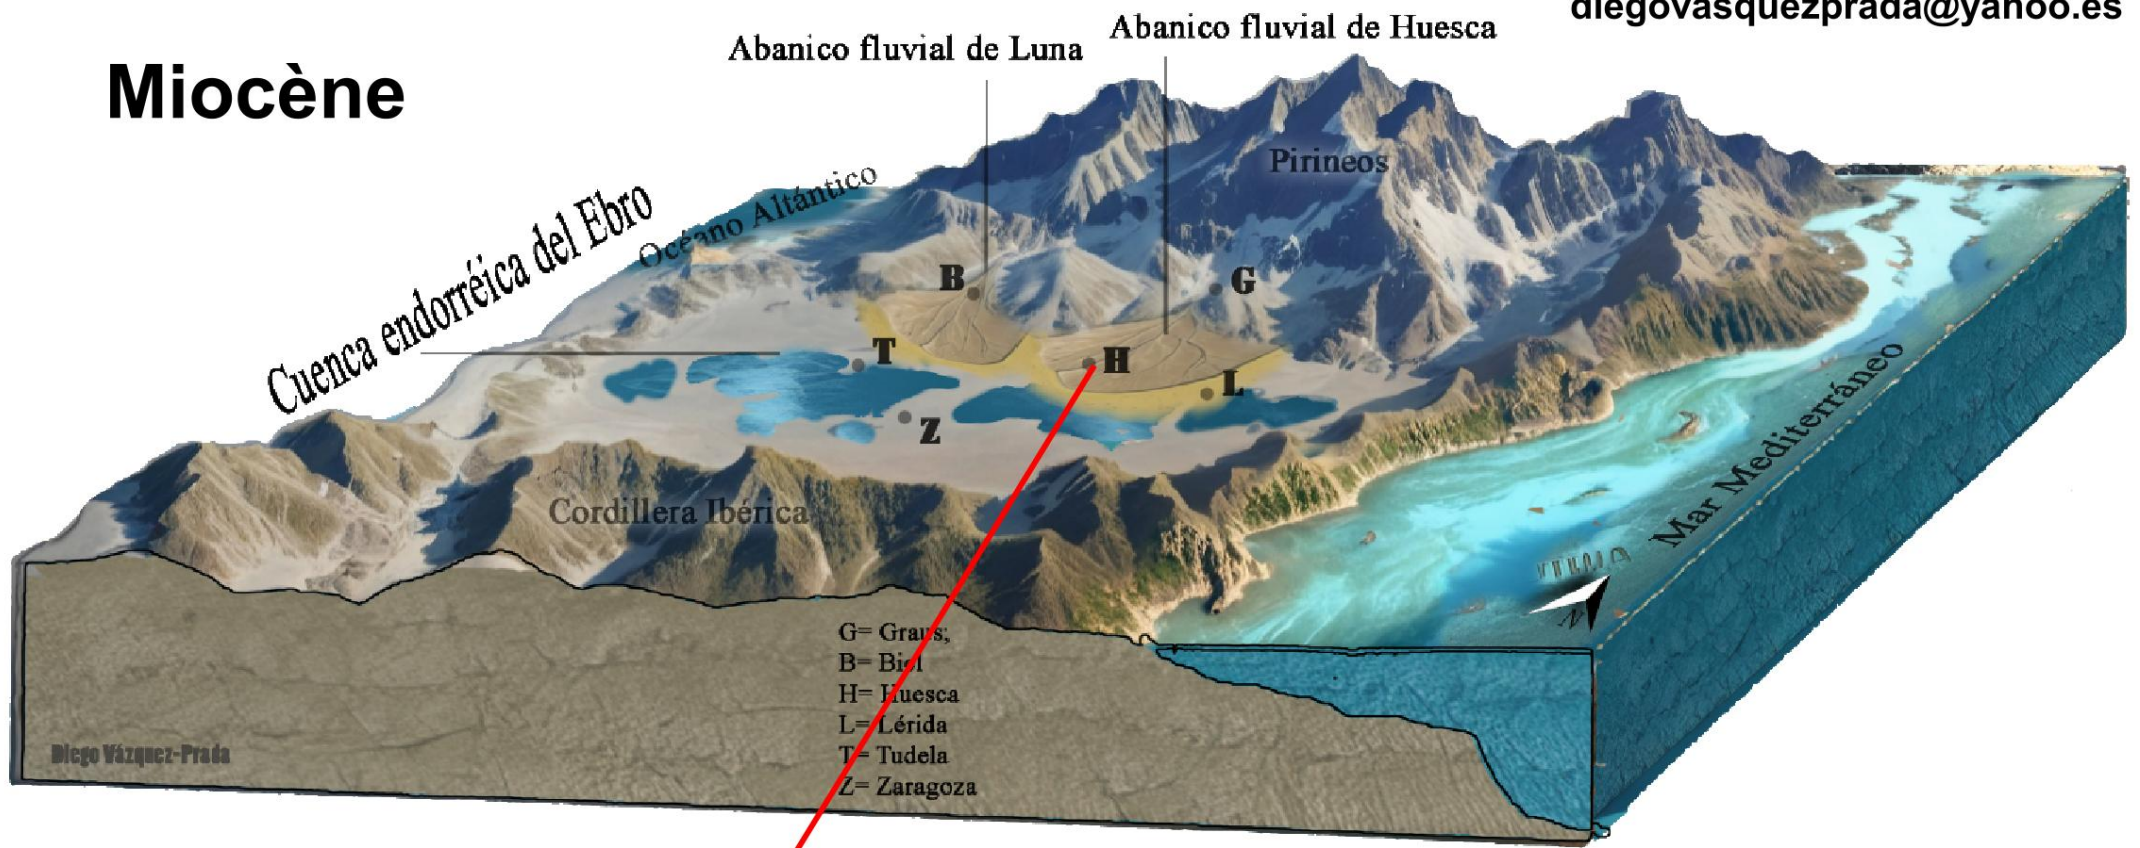 diegovasquezprada@yahoo.es
Miocène
Abanico fluvial de Luna
Abanico fluvial de Huesca
Pirineos
Océano Altántico
Cuenca endorréica del Ebro
B
G
T
H
L
Z
Cordillera Ibérica
Mar Mediterráneo
N
G= Graus;
B= Biel
H= Huesca
L= Lérida
T= Tudela
Z= Zaragoza
Diego Vázquez-Prada